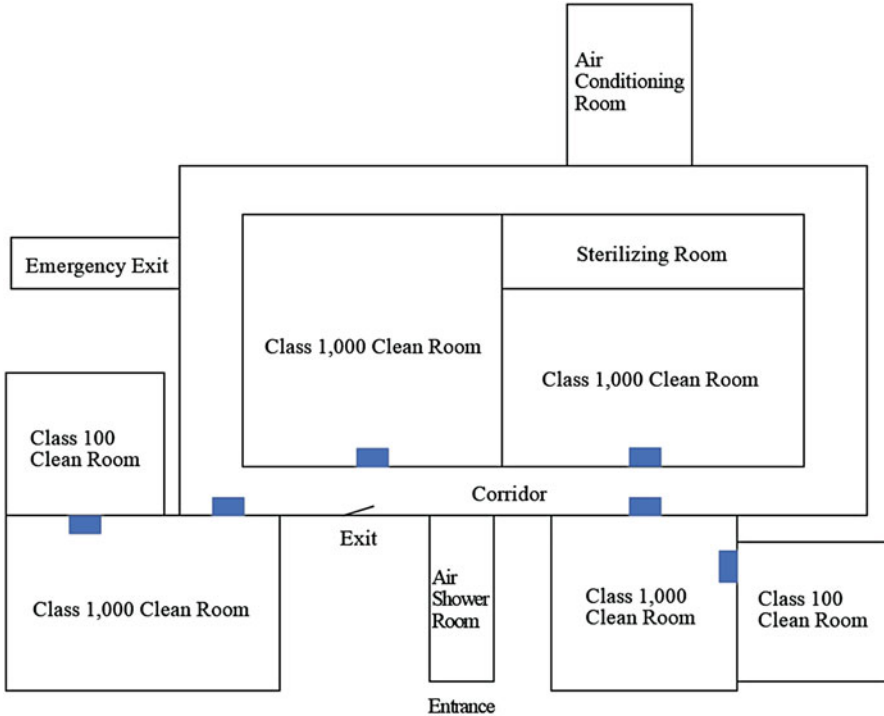 Air
Conditioning
Room
Emergency Exit
Sterilizing Room
Class 1,000 Clean Room
Class 1,000 Clean Room
Class 100
Clean Room
Corridor
Exit
Class 1,000 Clean Room
Air
Shower
Room
Class 1,000
Clean Room
Class 100
Clean Room
Entrance